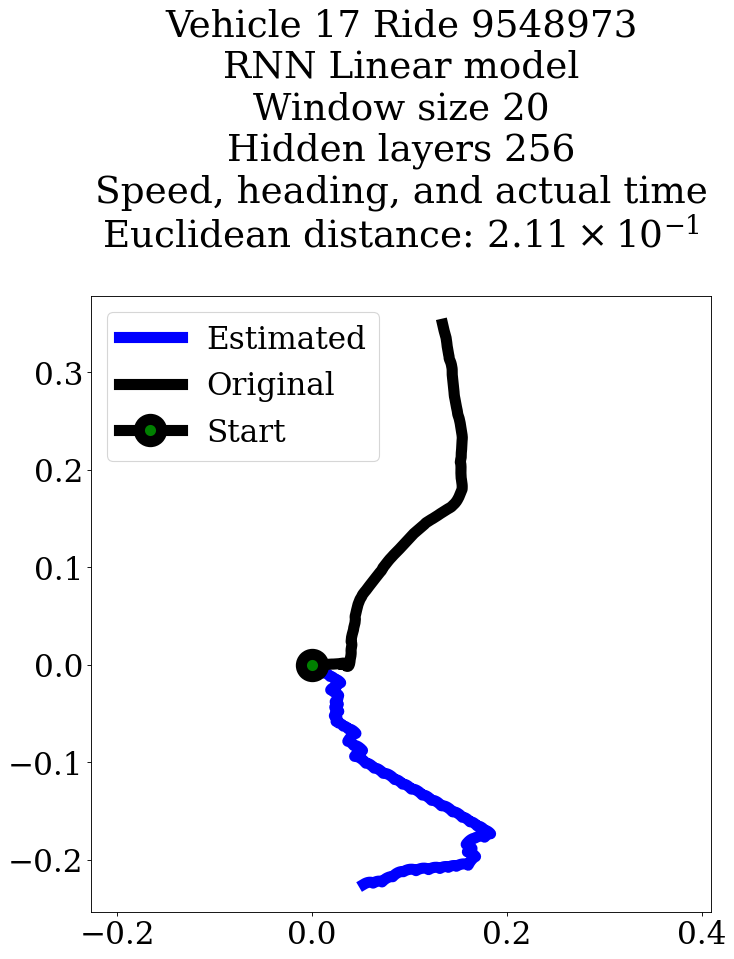 Vehicle 17 Ride 9548973
RNN Linear model
Window size 20
Hidden layers 256
Speed, heading, and actual time
Euclidean distance: 2.11 × 10⁻¹
Estimated
Original
Start
0.3
0.2
0.1
0.0
−0.1
−0.2
−0.2 0.0 0.2 0.4